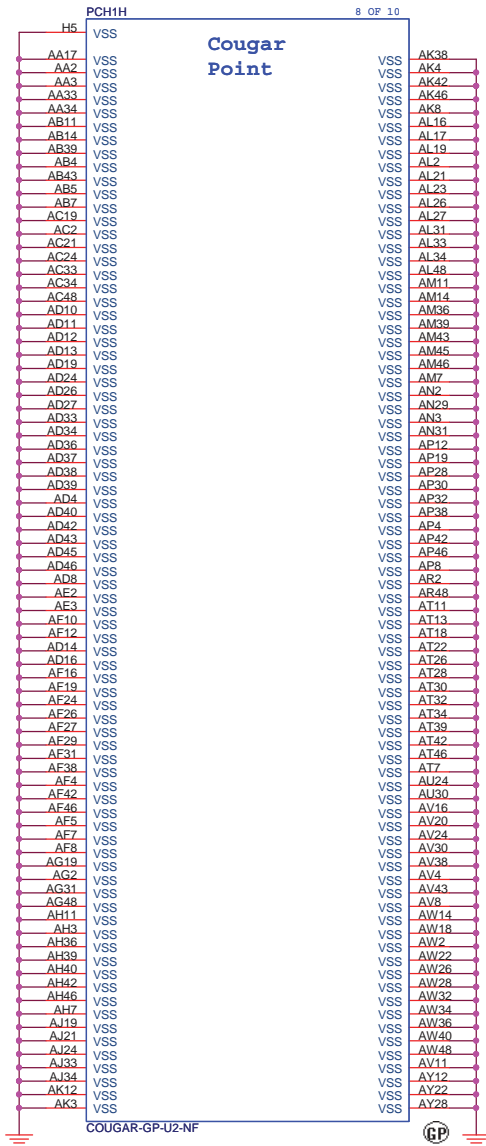 PCH1H 8 OF 10
H5 VSS
Cougar
Point
AA17 VSS VSS AK38
AA2 VSS VSS AK4
AA3 VSS VSS AK42
AA33 VSS VSS AK46
AA34 VSS VSS AK8
AB11 VSS VSS AL16
AB14 VSS VSS AL17
AB39 VSS VSS AL19
AB4 VSS VSS AL2
AB43 VSS VSS AL21
AB5 VSS VSS AL23
AB7 VSS VSS AL26
AC19 VSS VSS AL27
AC2 VSS VSS AL31
AC21 VSS VSS AL33
AC24 VSS VSS AL34
AC33 VSS VSS AL48
AC34 VSS VSS AM11
AC48 VSS VSS AM14
AD10 VSS VSS AM36
AD11 VSS VSS AM39
AD12 VSS VSS AM43
AD13 VSS VSS AM45
AD19 VSS VSS AM46
AD24 VSS VSS AM7
AD26 VSS VSS AN2
AD27 VSS VSS AN29
AD33 VSS VSS AN3
AD34 VSS VSS AN31
AD36 VSS VSS AP12
AD37 VSS VSS AP19
AD38 VSS VSS AP28
AD39 VSS VSS AP30
AD4 VSS VSS AP32
AD40 VSS VSS AP38
AD42 VSS VSS AP4
AD43 VSS VSS AP42
AD45 VSS VSS AP46
AD46 VSS VSS AP8
AD8 VSS VSS AR2
AE2 VSS VSS AR48
AE3 VSS VSS AT11
AF10 VSS VSS AT13
AF12 VSS VSS AT18
AD14 VSS VSS AT22
AD16 VSS VSS AT26
AF16 VSS VSS AT28
AF19 VSS VSS AT30
AF24 VSS VSS AT32
AF26 VSS VSS AT34
AF27 VSS VSS AT39
AF29 VSS VSS AT42
AF31 VSS VSS AT46
AF38 VSS VSS AT7
AF4 VSS VSS AU24
AF42 VSS VSS AU30
AF46 VSS VSS AV16
AF5 VSS VSS AV20
AF7 VSS VSS AV24
AF8 VSS VSS AV30
AG19 VSS VSS AV38
AG2 VSS VSS AV4
AG31 VSS VSS AV43
AG48 VSS VSS AV8
AH11 VSS VSS AW14
AH3 VSS VSS AW18
AH36 VSS VSS AW2
AH39 VSS VSS AW22
AH40 VSS VSS AW26
AH42 VSS VSS AW28
AH46 VSS VSS AW32
AH7 VSS VSS AW34
AJ19 VSS VSS AW36
AJ21 VSS VSS AW40
AJ24 VSS VSS AW48
AJ33 VSS VSS AV11
AJ34 VSS VSS AY12
AK12 VSS VSS AY22
AK3 VSS VSS AY28
COUGAR-GP-U2-NF GP